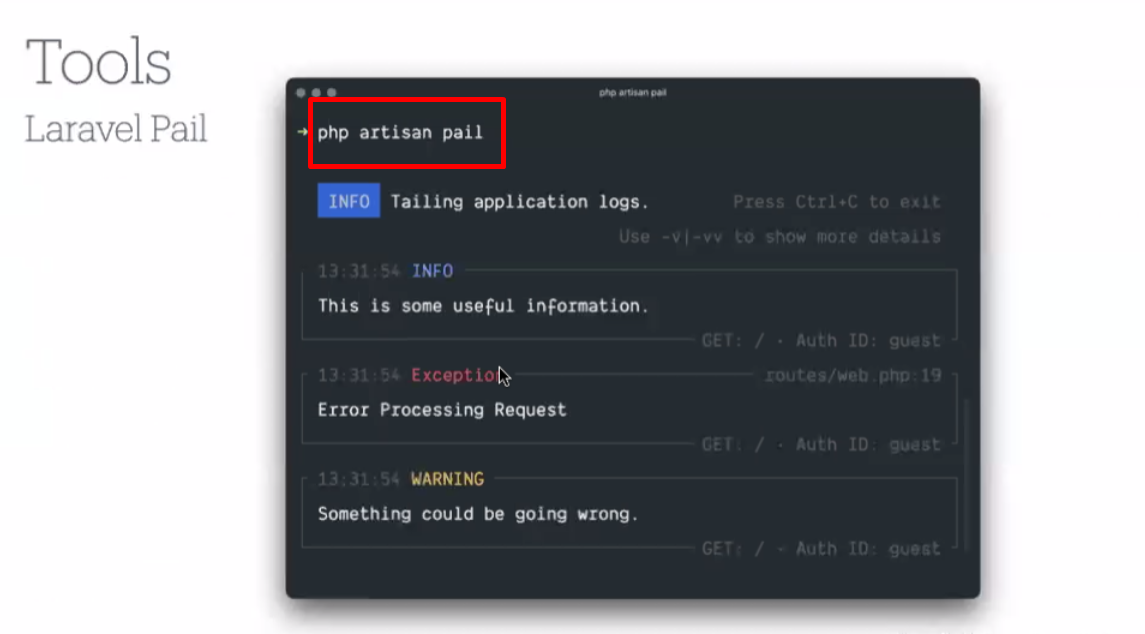 Tools
Laravel Pail
php artisan pail
→ php artisan pail
INFO Tailing application logs. Press Ctrl+C to exit
Use -v|-vv to show more details
13:31:54 INFO
This is some useful information.
GET: / · Auth ID: guest
13:31:54 Exception routes/web.php:19
Error Processing Request
GET: / · Auth ID: guest
13:31:54 WARNING
Something could be going wrong.
GET: / · Auth ID: guest